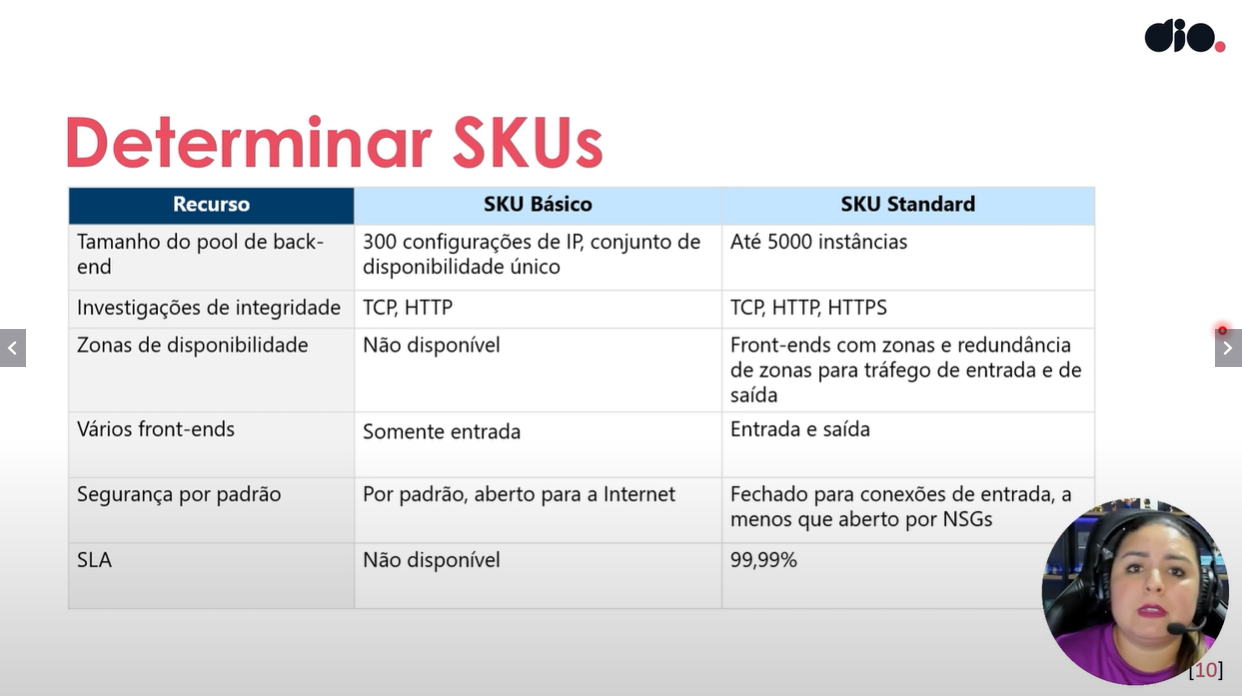 dio.
Determinar SKUs
Recurso
SKU Básico
SKU Standard
Tamanho do pool de back-
end
300 configurações de IP, conjunto de
disponibilidade único
Até 5000 instâncias
Investigações de integridade
TCP, HTTP
TCP, HTTP, HTTPS
Zonas de disponibilidade
Não disponível
Front-ends com zonas e redundância
de zonas para tráfego de entrada e de
saída
Vários front-ends
Somente entrada
Entrada e saída
Segurança por padrão
Por padrão, aberto para a Internet
Fechado para conexões de entrada, a
menos que aberto por NSGs
SLA
Não disponível
99,99%
[10]